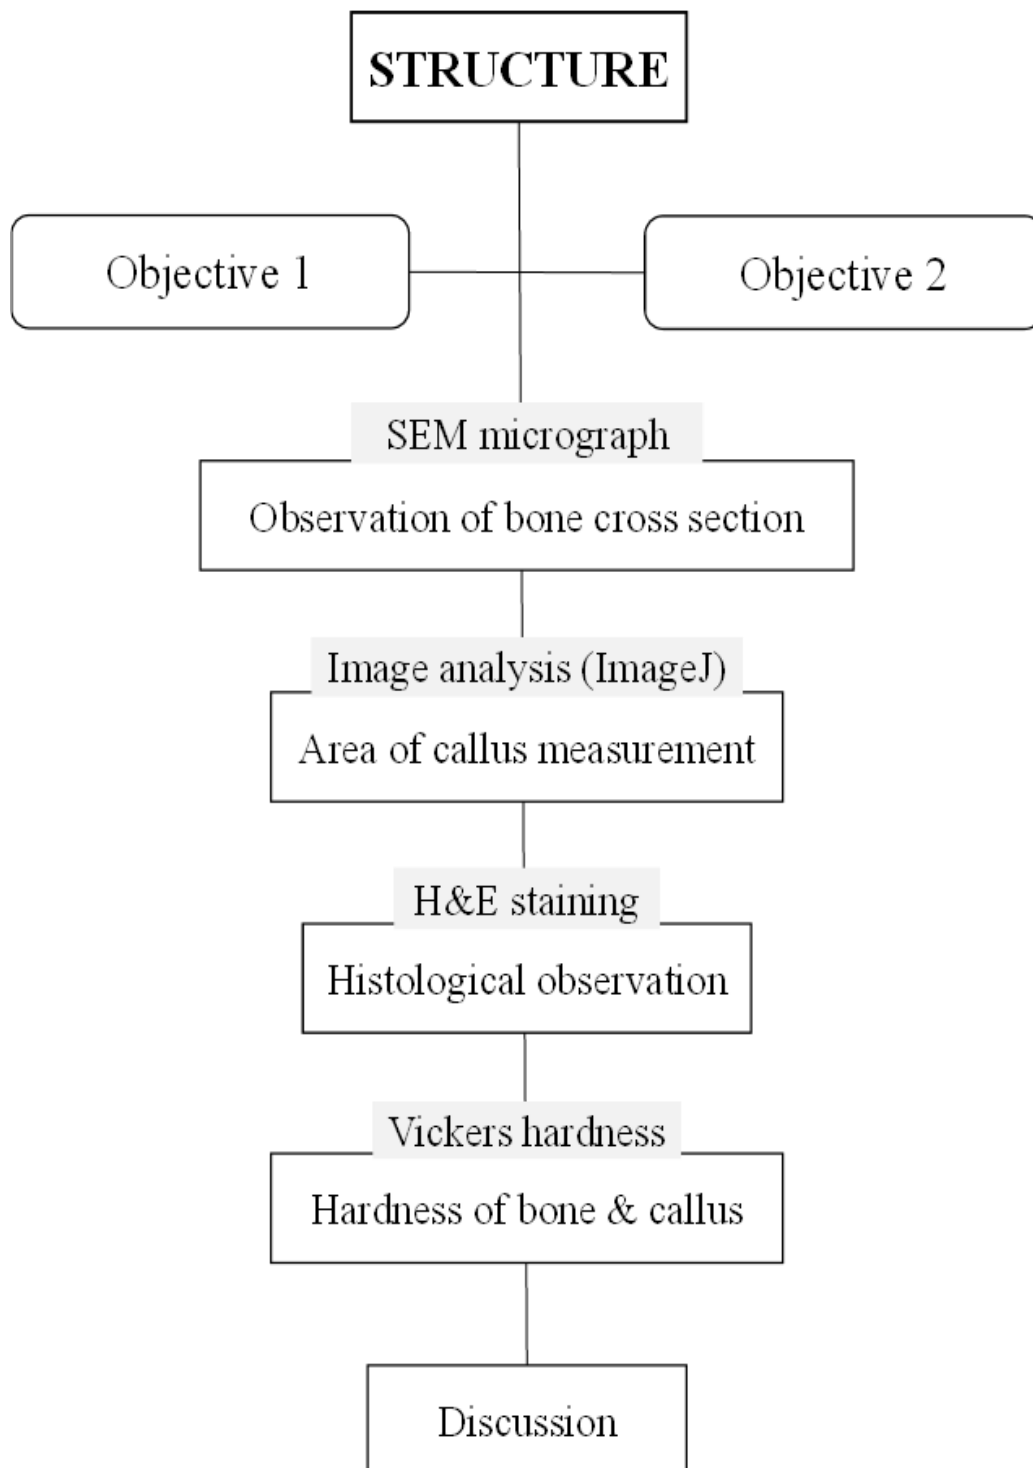 STRUCTURE
Objective 1
Objective 2
SEM micrograph
Observation of bone cross section
Image analysis (ImageJ)
Area of callus measurement
H&E staining
Histological observation
Vickers hardness
Hardness of bone & callus
Discussion